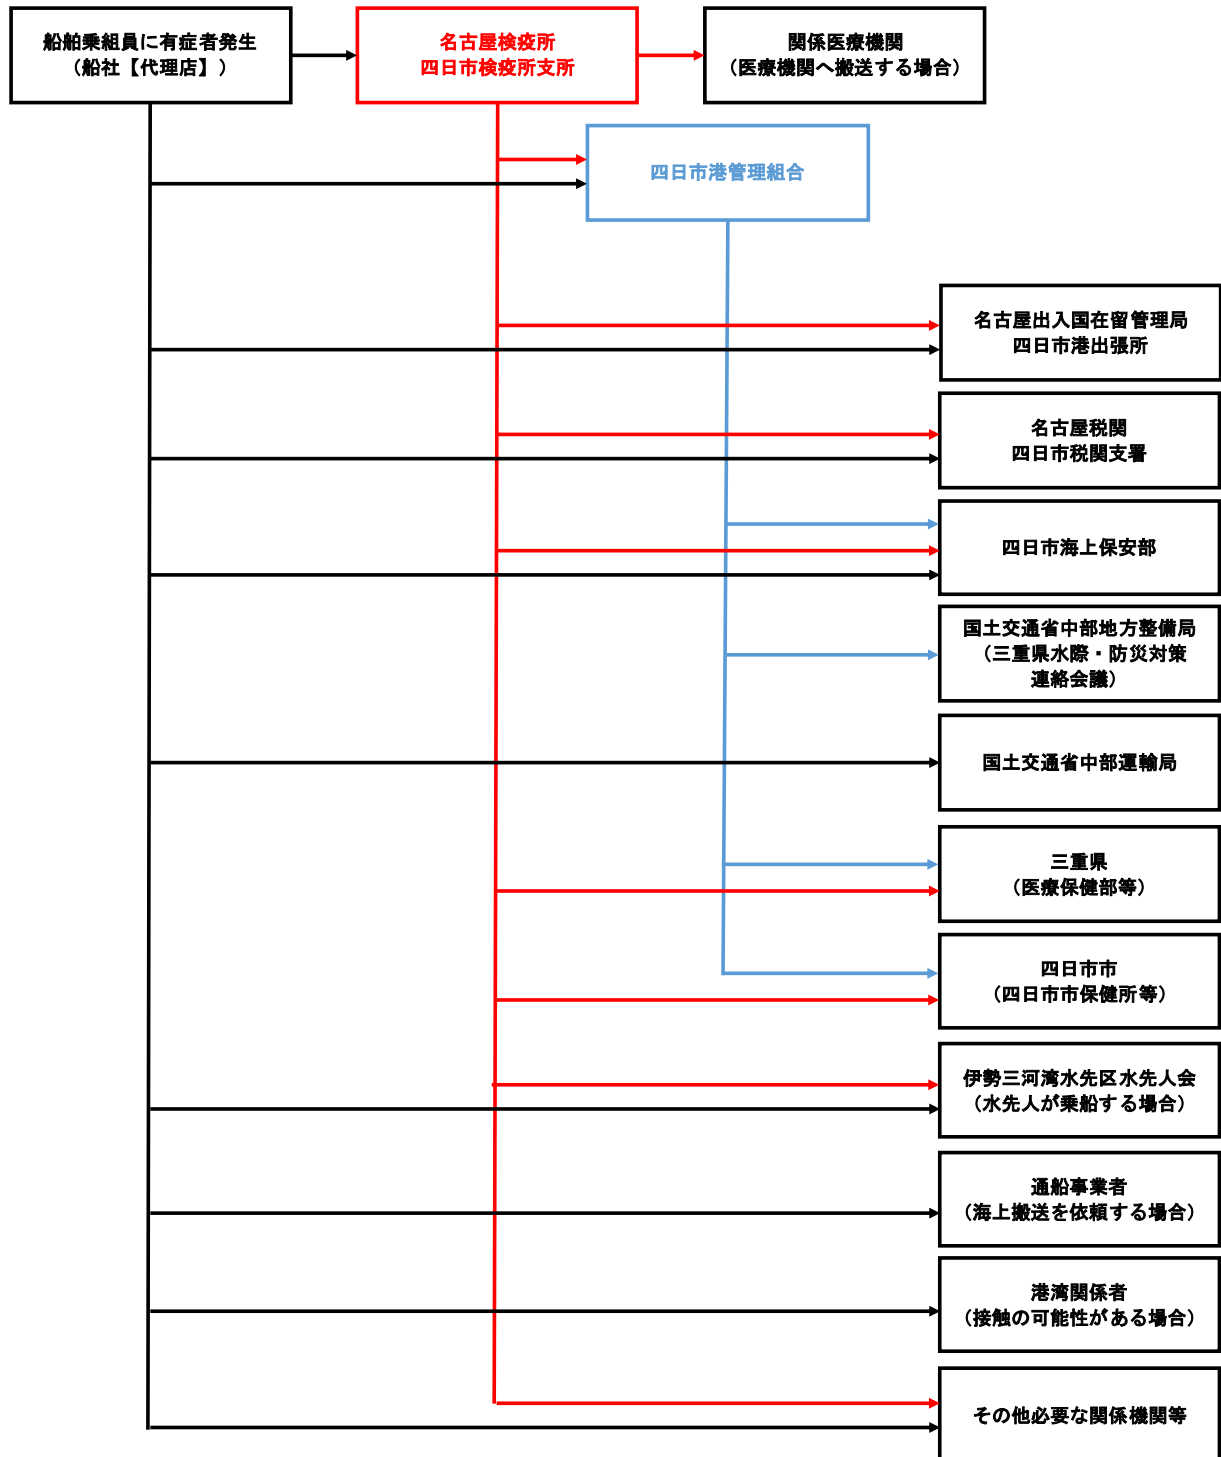 船舶乗組員に有症者発生
（船社【代理店】）
名古屋検疫所
四日市検疫所支所
関係医療機関
（医療機関へ搬送する場合）
四日市港管理組合
名古屋出入国在留管理局
四日市港出張所
名古屋税関
四日市税関支署
四日市海上保安部
国土交通省中部地方整備局
（三重県水際・防災対策
連絡会議）
国土交通省中部運輸局
三重県
（医療保健部等）
四日市市
（四日市市保健所等）
伊勢三河湾水先区水先人会
（水先人が乗船する場合）
通船事業者
（海上搬送を依頼する場合）
港湾関係者
（接触の可能性がある場合）
その他必要な関係機関等